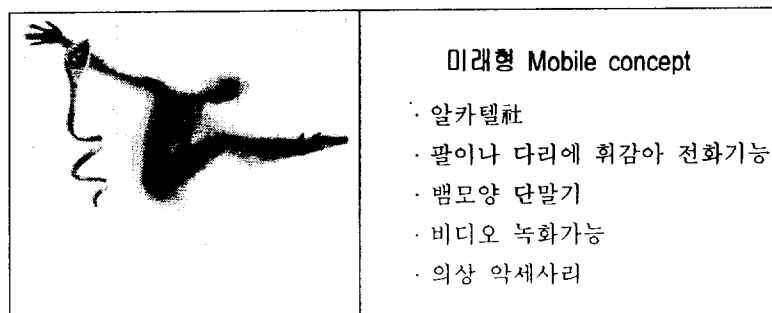 미래형 Mobile concept
· 알카텔社
· 팔이나 다리에 휘감아 전화기능
· 뱀모양 단말기
· 비디오 녹화가능
· 의상 악세사리